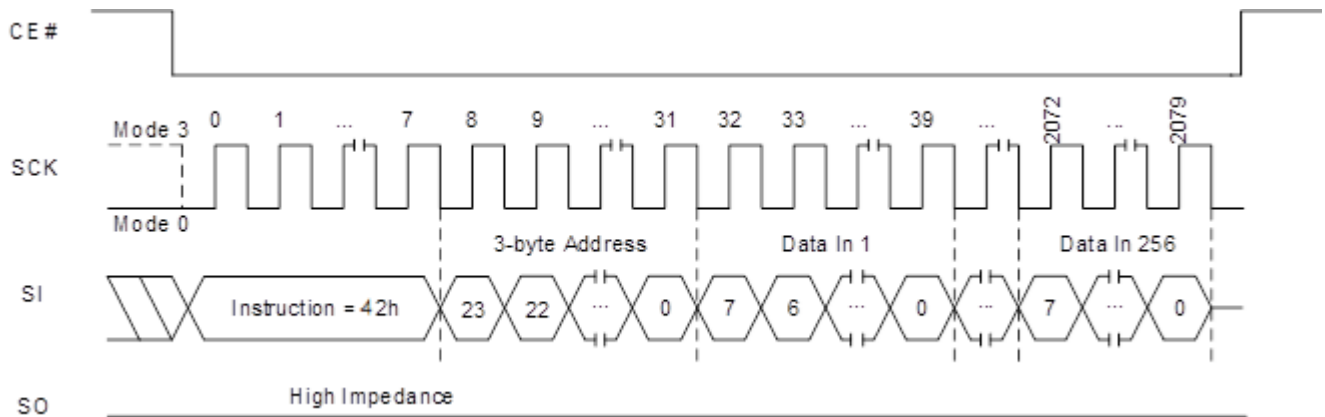 CE#
Mode 3
0 1 ... 7 8 9 ... 31 32 33 ... 39 ... 2072 ... 2079
SCK
Mode 0
3-byte Address Data In 1 Data In 256
SI
Instruction = 42h 23 22 ... 0 7 6 ... 0 ... 7 ... 0
High Impedance
SO